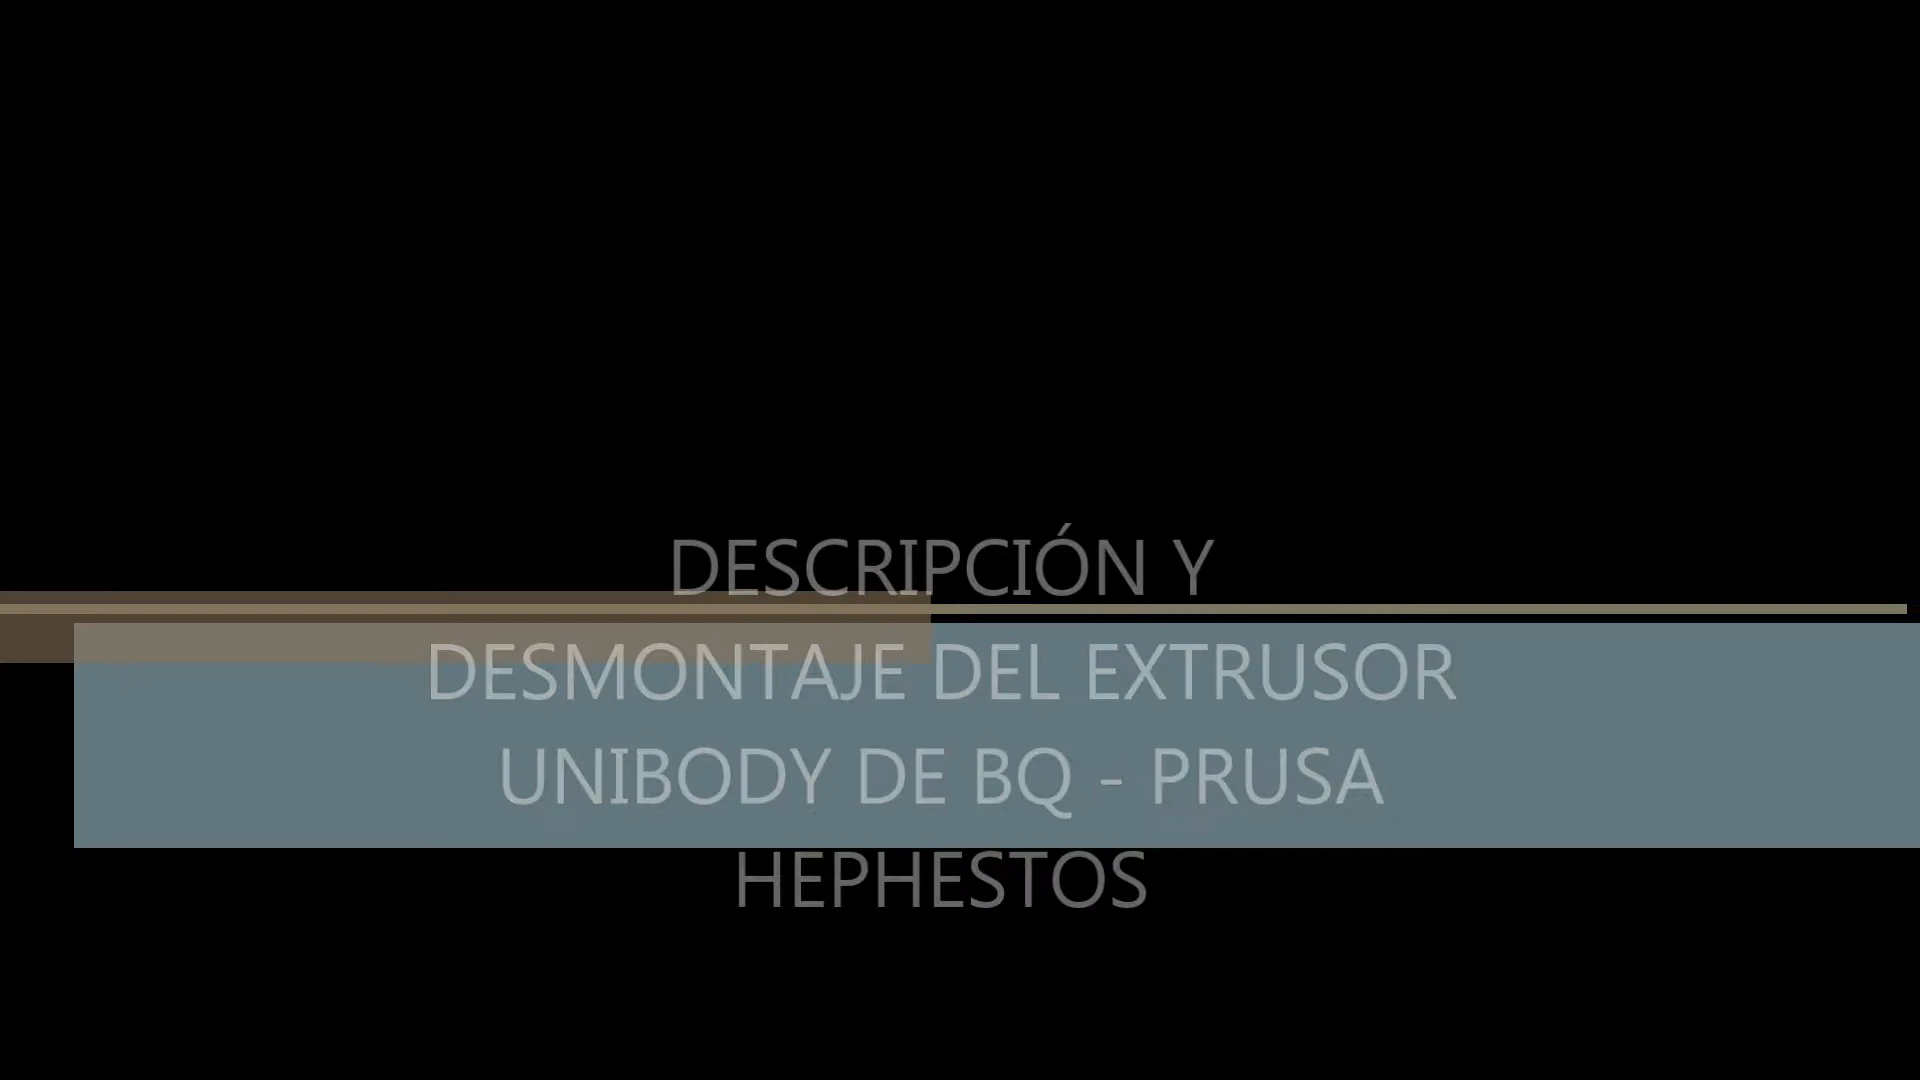 DESCRIPCIÓN Y
DESMONTAJE DEL EXTRUSOR
UNIBODY DE BQ - PRUSA
HEPHESTOS